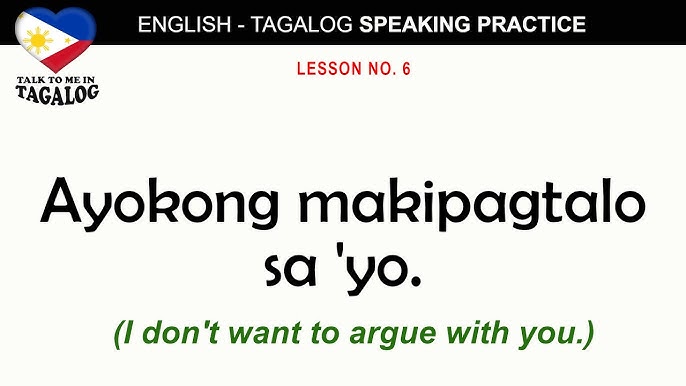 ENGLISH - TAGALOG SPEAKING PRACTICE
TALK TO ME IN
TAGALOG
LESSON NO. 6
Ayokong makipagtalo
sa 'yo.
(I don't want to argue with you.)